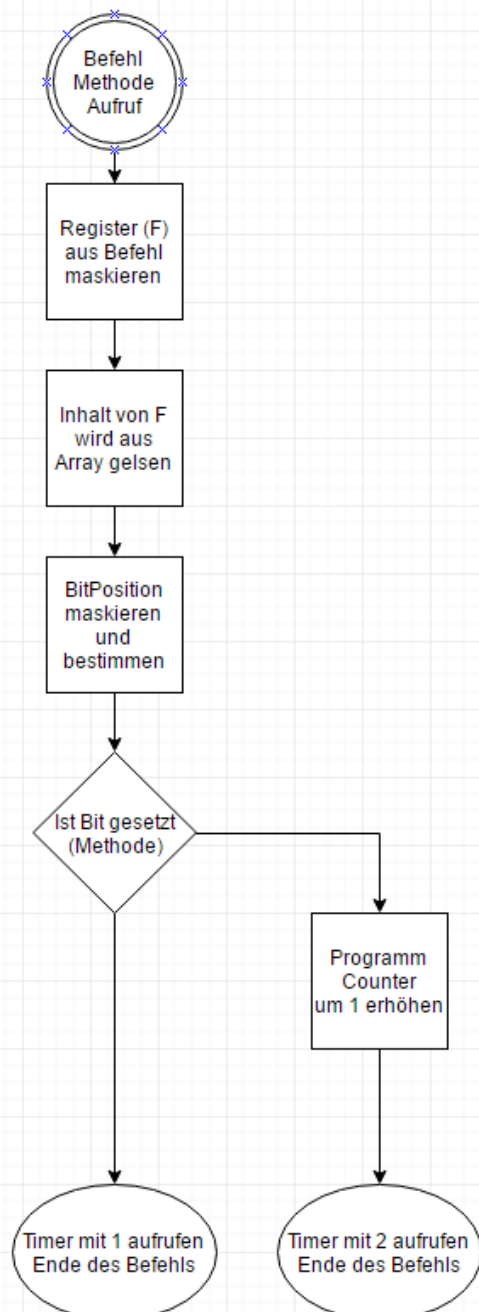 Befehl
Methode
Aufruf
Register (F)
aus Befehl
maskieren
Inhalt von F
wird aus
Array gelsen
BitPosition
maskieren
und
bestimmen
Ist Bit gesetzt
(Methode)
Programm
Counter
um 1 erhöhen
Timer mit 1 aufrufen
Ende des Befehls
Timer mit 2 aufrufen
Ende des Befehls